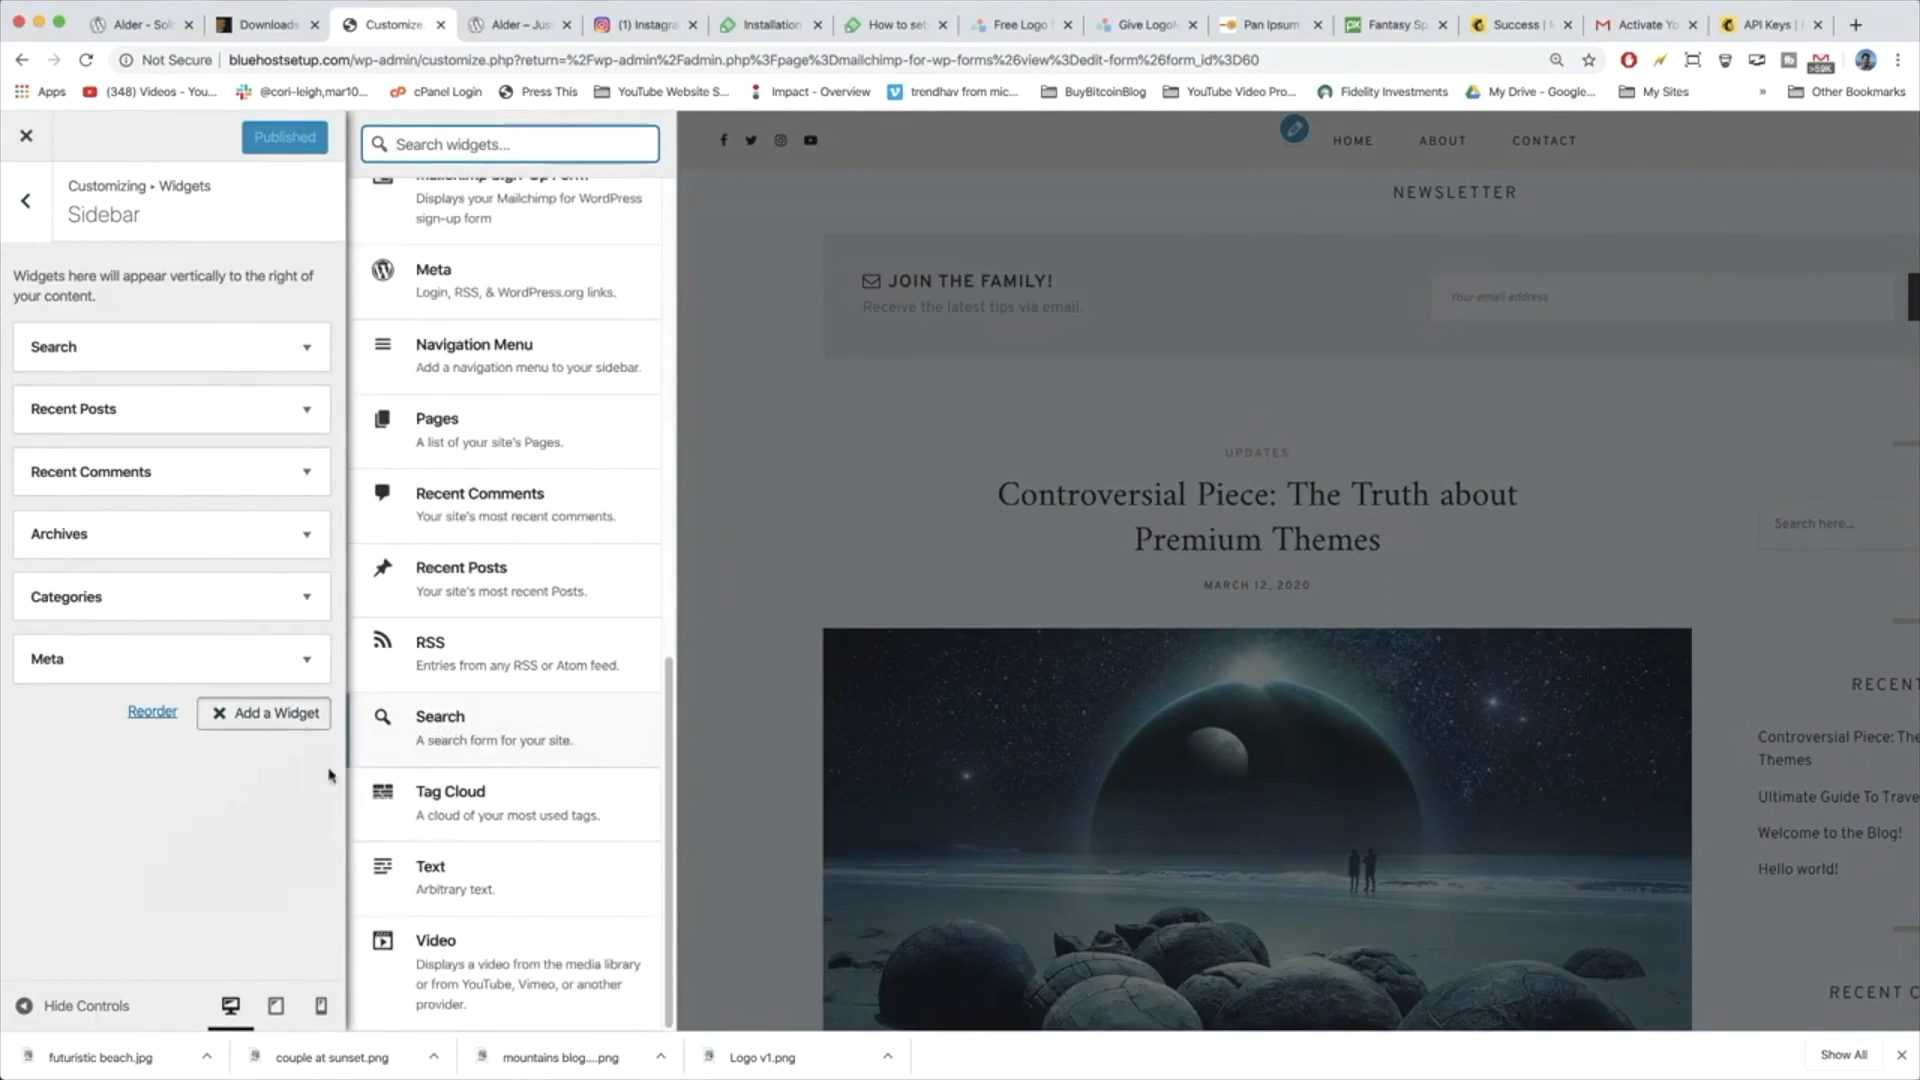 Alder – Sol
Downloads
Customize
Alder – Jus
(1) Instagra
Installation
How to set
Free Logo
Give LogoM
Pan Ipsum
Fantasy Sp
Success |
Activate Yo
API Keys |
Not Secure
bluehostsetup.com/wp-admin/customize.php?return=%2Fwp-admin%2Fadmin.php%3Fpage%3Dmailchimp-for-wp-forms%26view%3Dedit-form%26form_id%3D60
>59K
Apps
(348) Videos - You...
@cori-leigh,mar10...
cP
cPanel Login
Press This
YouTube Website S...
Impact - Overview
trendhav from mic...
BuyBitcoinBlog
YouTube Video Pro...
Fidelity Investments
My Drive - Google...
My Sites
»
Other Bookmarks
Published
Customizing ▸ Widgets
Sidebar
Widgets here will appear vertically to the right of
your content.
Search
Recent Posts
Recent Comments
Archives
Categories
Meta
Reorder
Add a Widget
Hide Controls
Search widgets...
Mailchimp Sign-Up Form
Displays your Mailchimp for WordPress
sign-up form
Meta
Login, RSS, & WordPress.org links.
Navigation Menu
Add a navigation menu to your sidebar.
Pages
A list of your site's Pages.
Recent Comments
Your site's most recent comments.
Recent Posts
Your site's most recent Posts.
RSS
Entries from any RSS or Atom feed.
Search
A search form for your site.
Tag Cloud
A cloud of your most used tags.
Text
Arbitrary text.
Video
Displays a video from the media library
or from YouTube, Vimeo, or another
provider.
HOME
ABOUT
CONTACT
NEWSLETTER
JOIN THE FAMILY!
Receive the latest tips via email.
Your email address
UPDATES
Controversial Piece: The Truth about
Premium Themes
MARCH 12, 2020
Search here...
RECENT
Controversial Piece: The
Themes
Ultimate Guide To Trave
Welcome to the Blog!
Hello world!
RECENT C
futuristic beach.jpg
couple at sunset.png
mountains blog....png
Logo v1.png
Show All